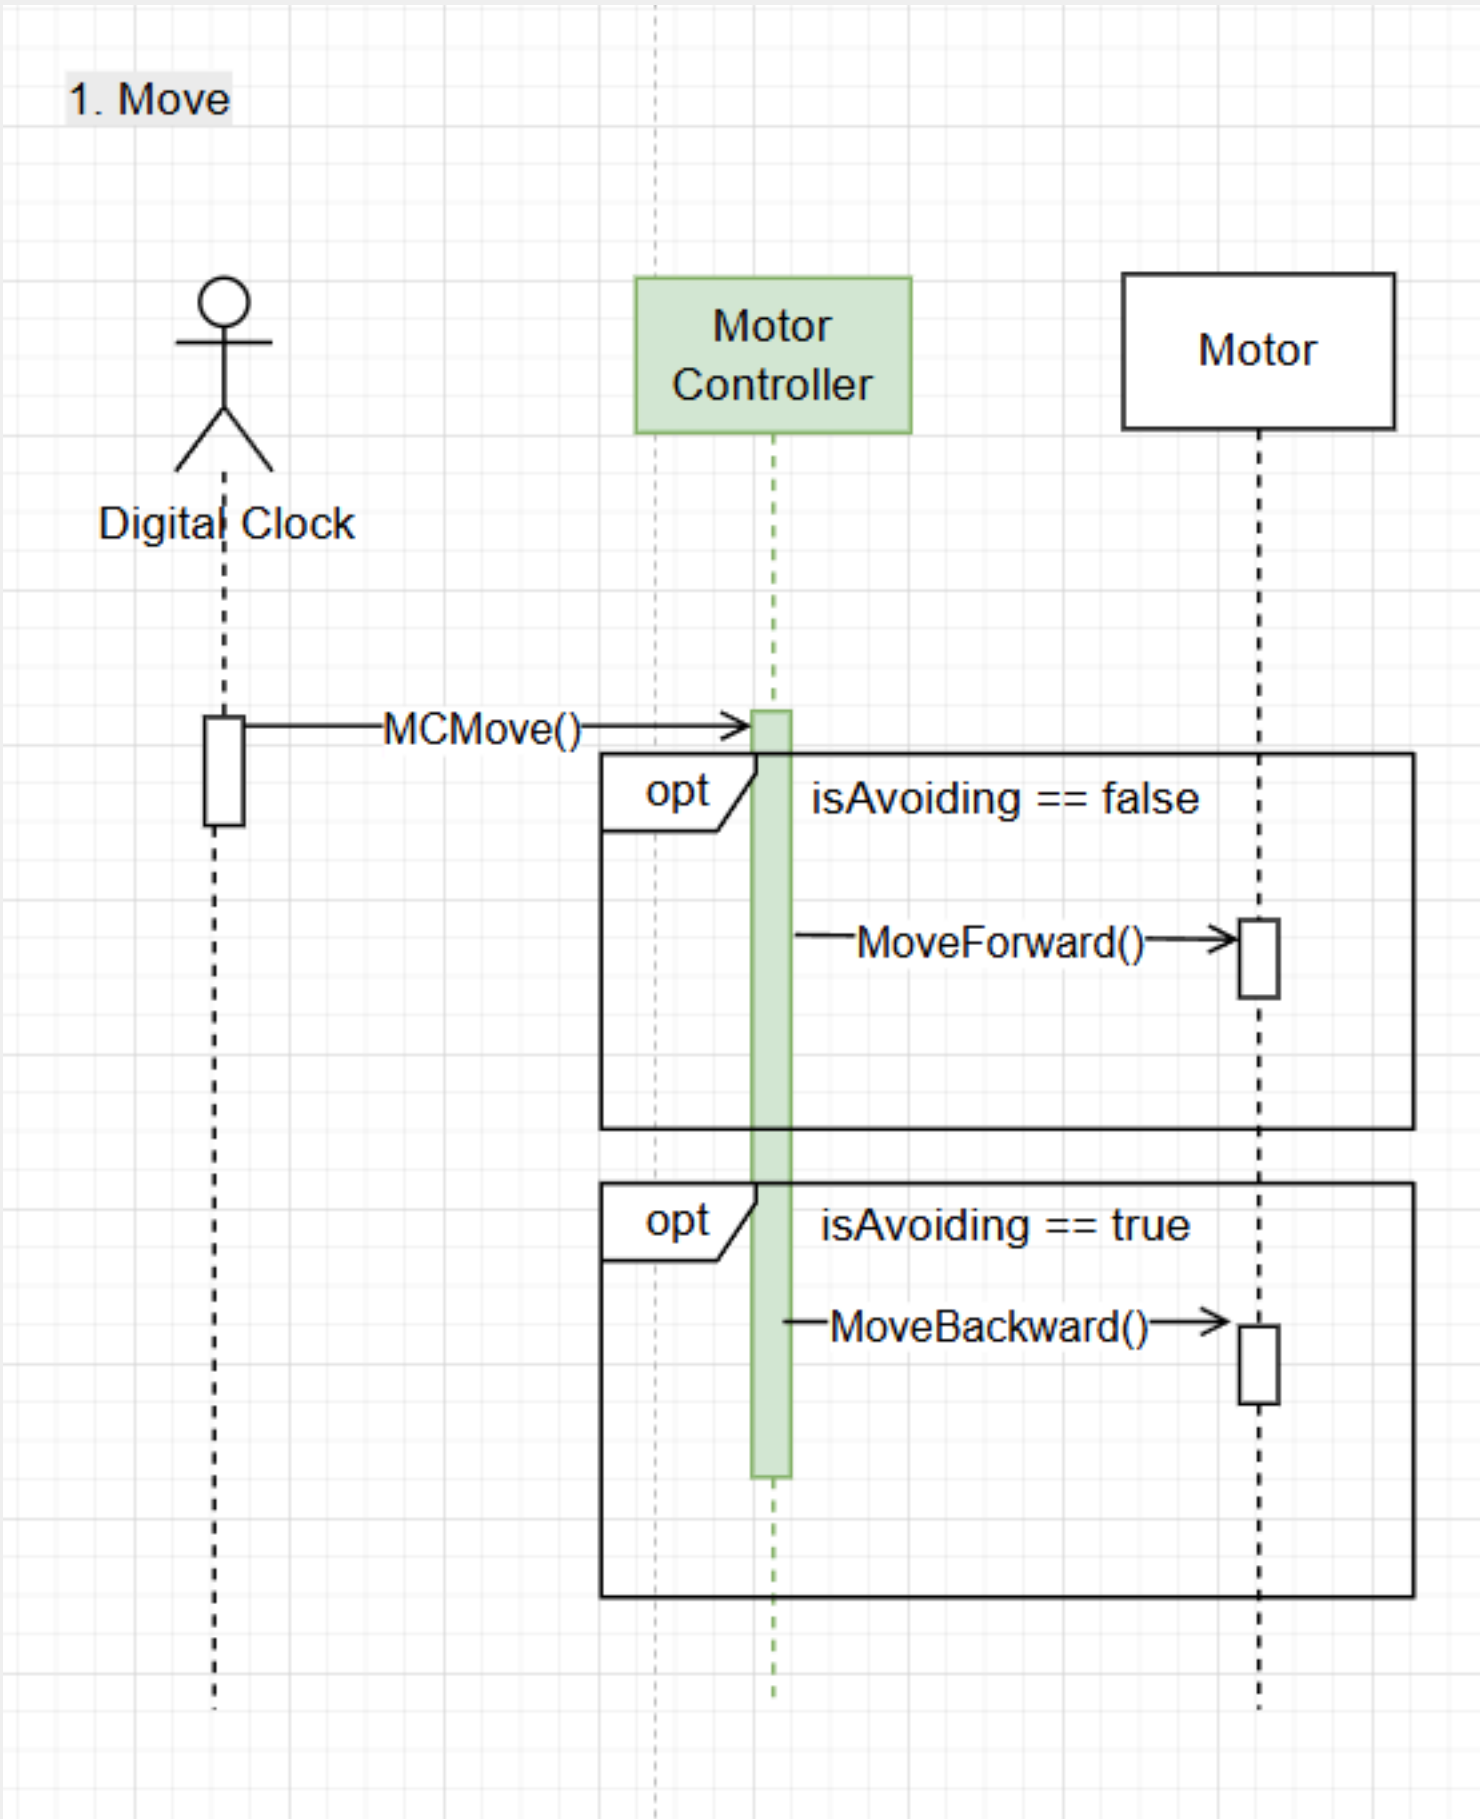 1. Move
Motor
Controller
Motor
Digital Clock
MCMove()
opt
isAvoiding == false
MoveForward()
opt
isAvoiding == true
MoveBackward()